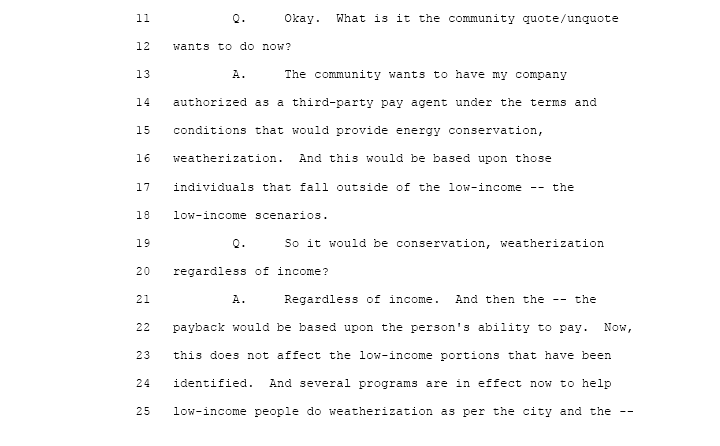 11 Q. Okay. What is it the community quote/unquote
12 wants to do now?
13 A. The community wants to have my company
14 authorized as a third-party pay agent under the terms and
15 conditions that would provide energy conservation,
16 weatherization. And this would be based upon those
17 individuals that fall outside of the low-income -- the
18 low-income scenarios.
19 Q. So it would be conservation, weatherization
20 regardless of income?
21 A. Regardless of income. And then the -- the
22 payback would be based upon the person's ability to pay. Now,
23 this does not affect the low-income portions that have been
24 identified. And several programs are in effect now to help
25 low-income people do weatherization as per the city and the --